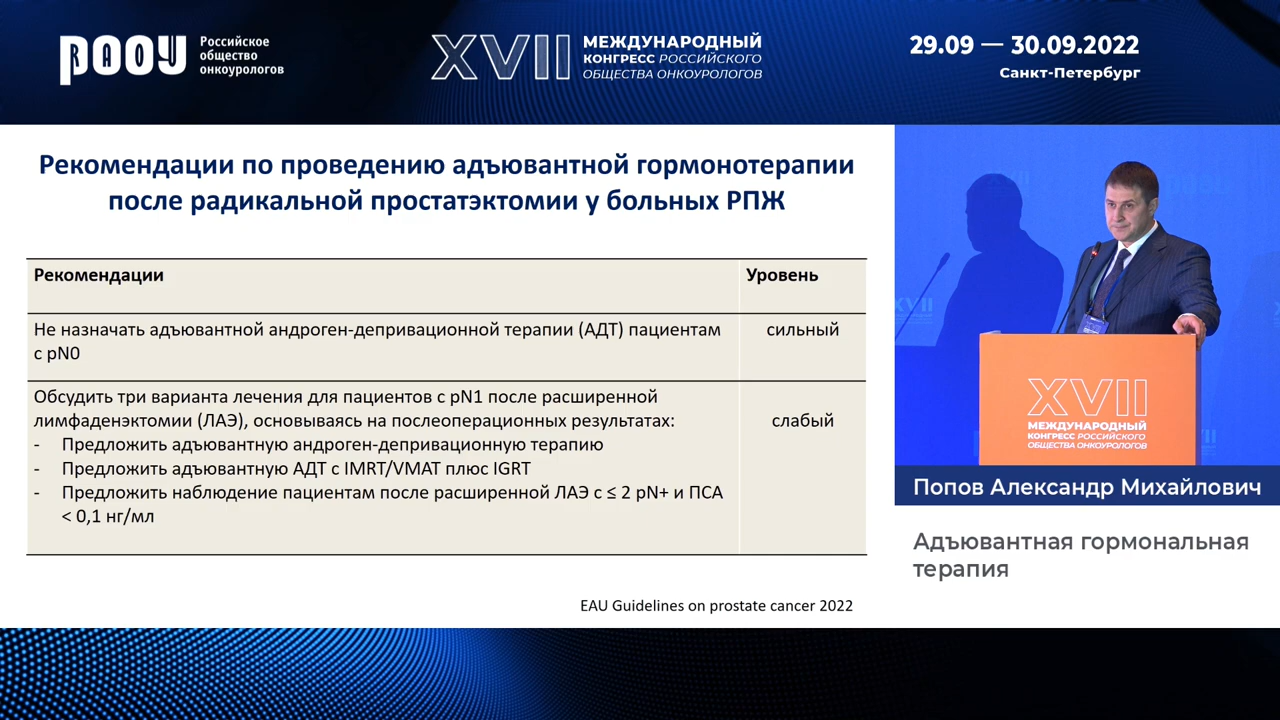 РАОУ
Российское
общество
онкоурологов
XVII
МЕЖДУНАРОДНЫЙ
КОНГРЕСС РОССИЙСКОГО
ОБЩЕСТВА ОНКОУРОЛОГОВ
29.09 — 30.09.2022
Санкт-Петербург
Рекомендации по проведению адъювантной гормонотерапии
после радикальной простатэктомии у больных РПЖ
Рекомендации Уровень
Не назначать адъювантной андроген-депривационной терапии (АДТ) пациентам сильный
с pN0
Обсудить три варианта лечения для пациентов с pN1 после расширенной
лимфаденэктомии (ЛАЭ), основываясь на послеоперационных результатах: слабый
- Предложить адъювантную андроген-депривационную терапию
- Предложить адъювантную АДТ с IMRT/VMAT плюс IGRT
- Предложить наблюдение пациентам после расширенной ЛАЭ с ≤ 2 pN+ и ПСА
< 0,1 нг/мл
EAU Guidelines on prostate cancer 2022
XVII
МЕЖДУНАРОДНЫЙ
КОНГРЕСС РОССИЙСКОГО
ОБЩЕСТВА ОНКОУРОЛОГОВ
Попов Александр Михайлович
Адъювантная гормональная
терапия